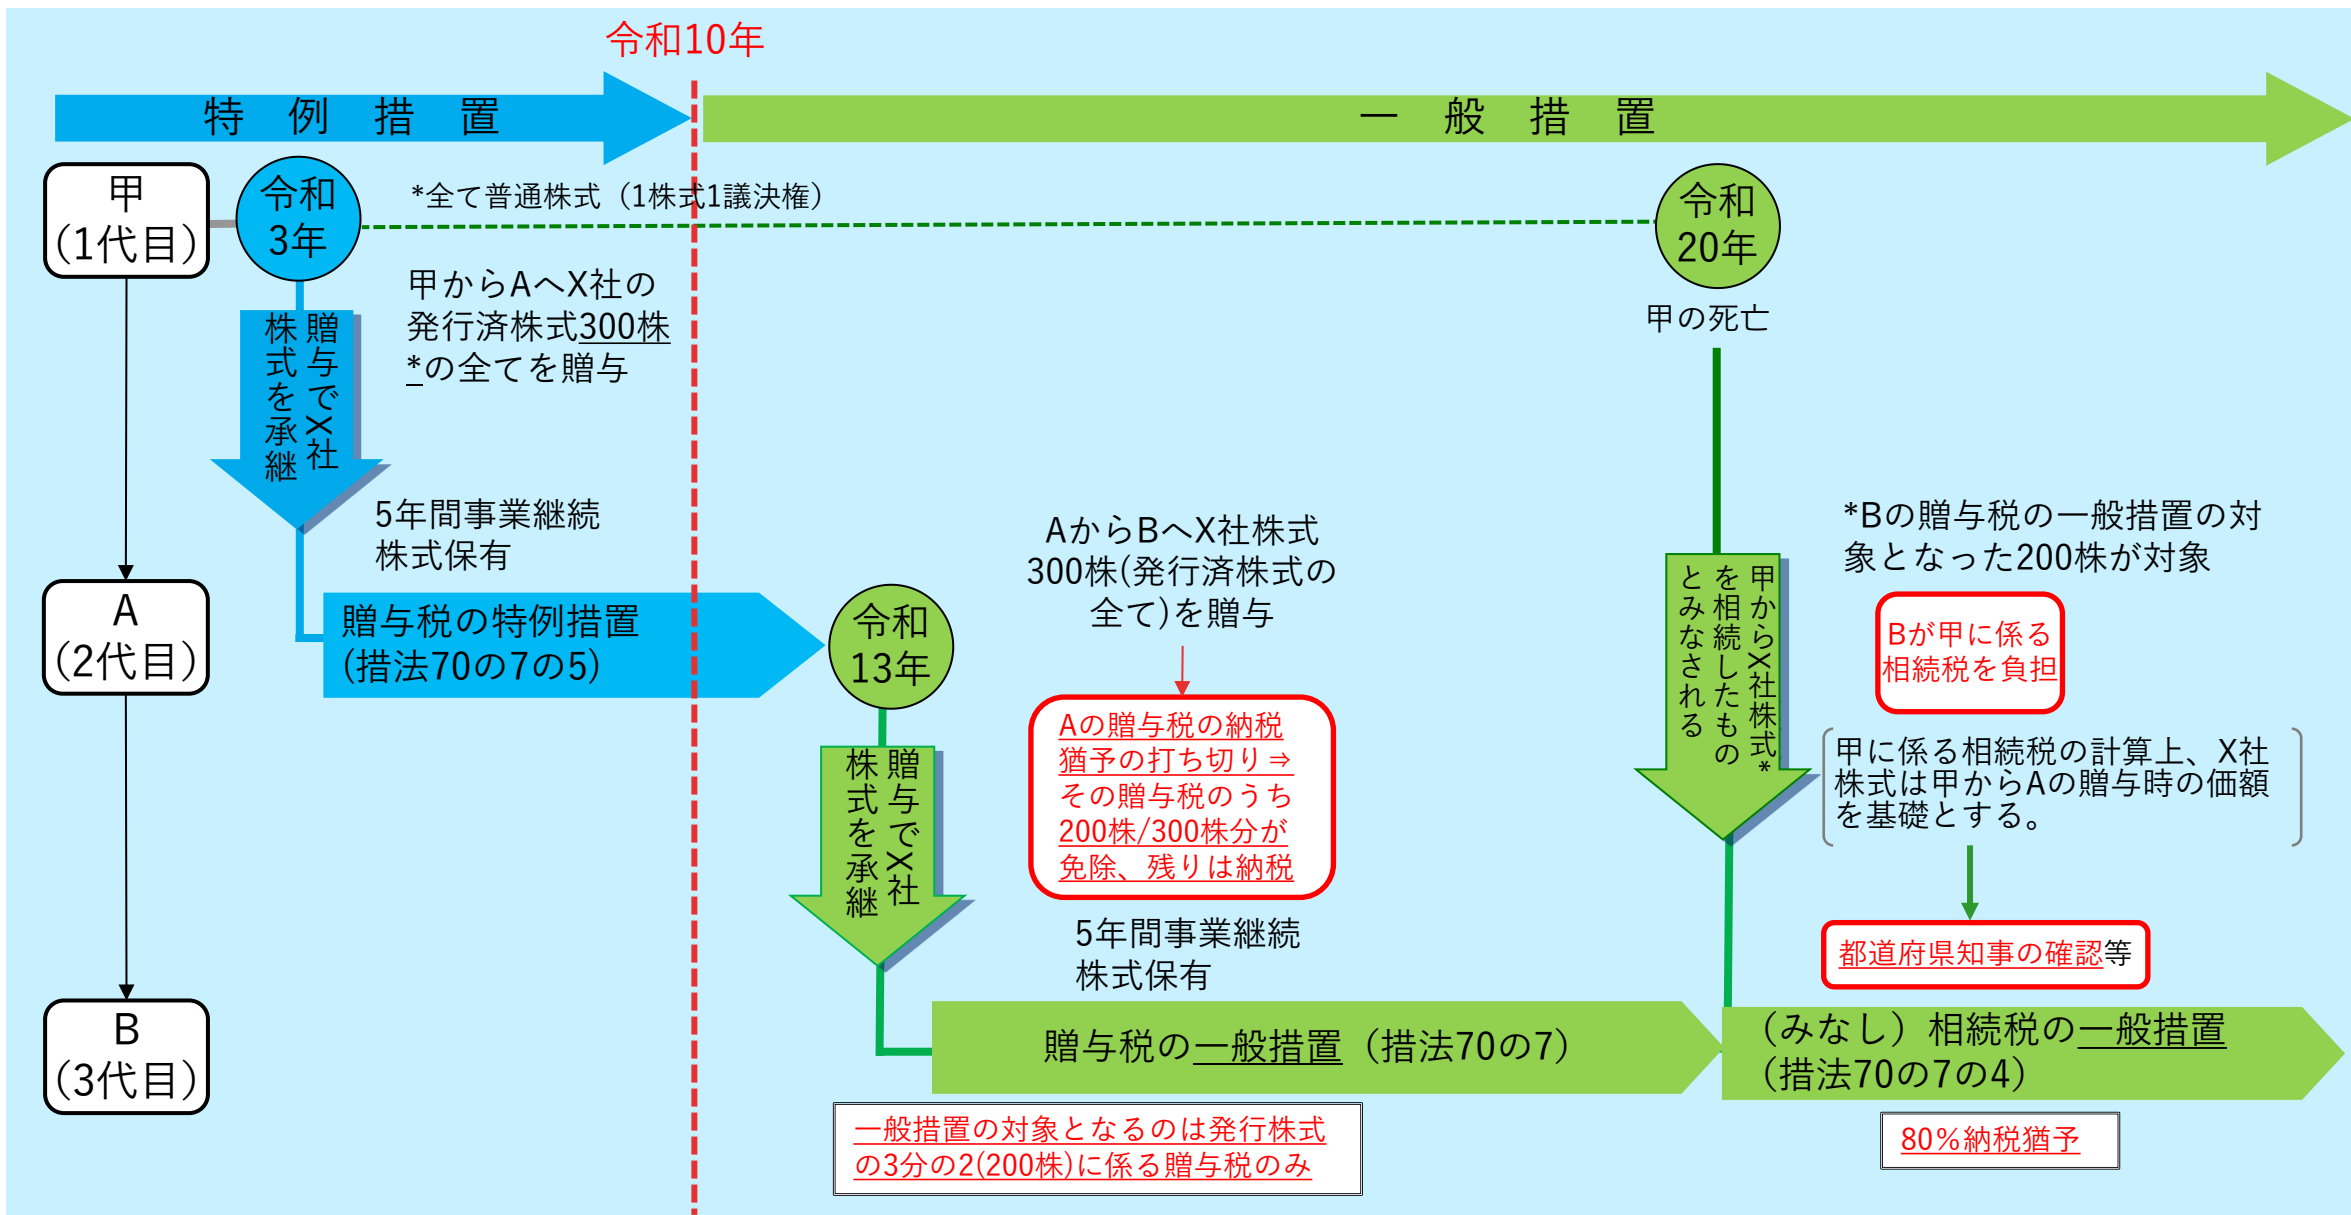 令和10年
特例措置
一般措置
甲
(1代目)
令和
3年
*全て普通株式（1株式1議決権）
令和
20年
甲からAへX社の
発行済株式300株
*の全てを贈与
甲の死亡
贈与でX社
株式を承継
5年間事業継続
株式保有
AからBへX社株式
300株(発行済株式の
全て)を贈与
*Bの贈与税の一般措置の対
象となった200株が対象
A
(2代目)
贈与税の特例措置
(措法70の7の5)
令和
13年
甲からX社株式*
を相続したもの
とみなされる
Bが甲に係る
相続税を負担
Aの贈与税の納税
猶予の打ち切り⇒
その贈与税のうち
200株/300株分が
免除、残りは納税
甲に係る相続税の計算上、X社
株式は甲からAの贈与時の価額
を基礎とする。
贈与でX社
株式を承継
5年間事業継続
株式保有
都道府県知事の確認等
B
(3代目)
贈与税の一般措置（措法70の7）
（みなし）相続税の一般措置
（措法70の7の4）
一般措置の対象となるのは発行株式
の3分の2(200株)に係る贈与税のみ
80％納税猶予